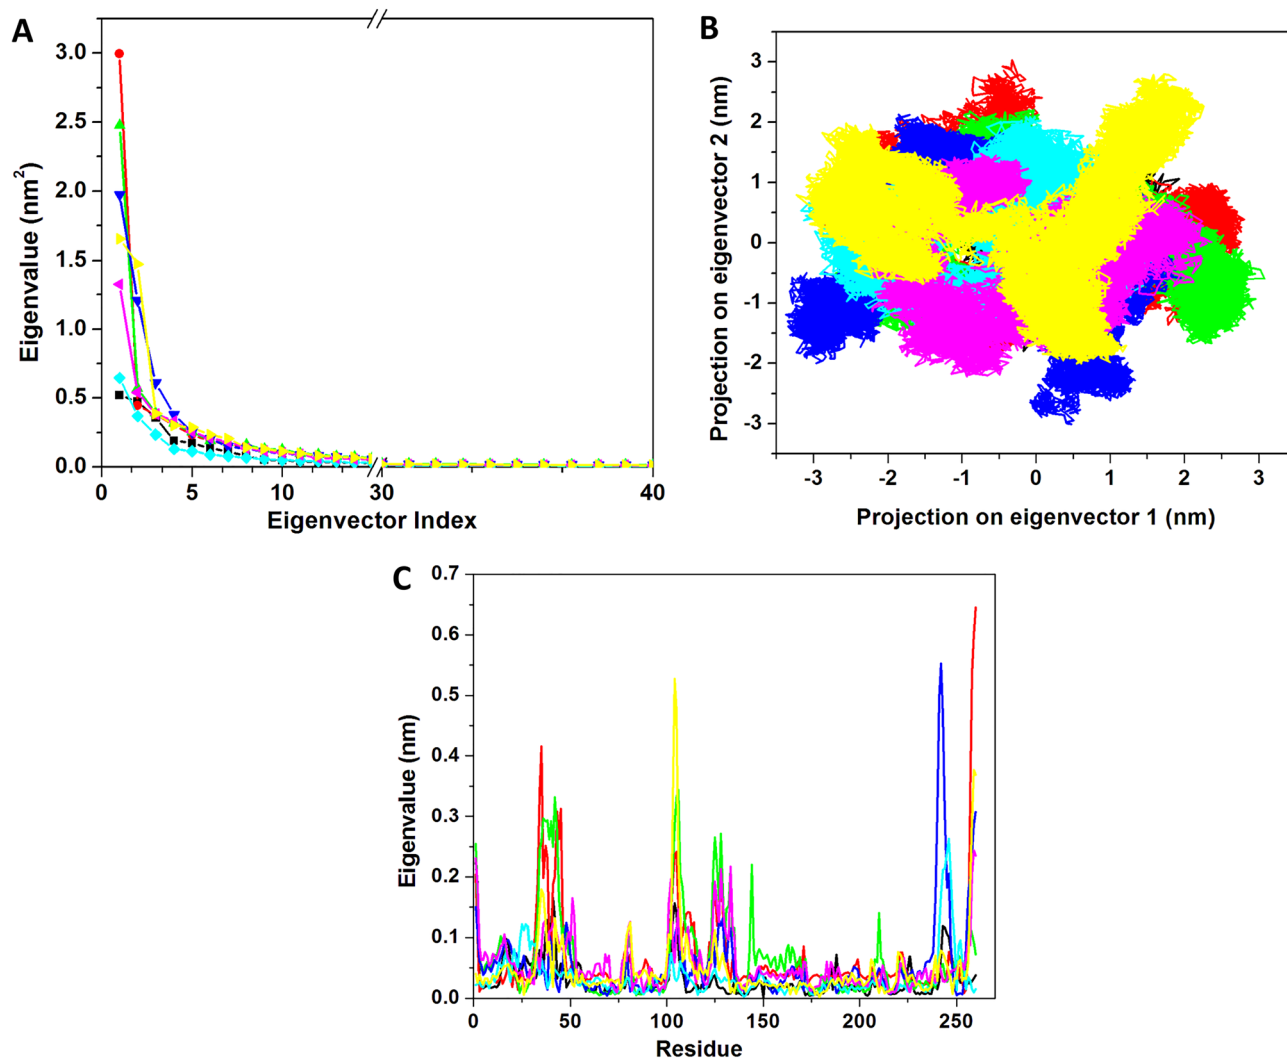 A
Eigenvalue (nm²)
3.0
2.5
2.0
1.5
1.0
0.5
0.0
0 5 10 30 40
Eigenvector Index
B
Projection on eigenvector 2 (nm)
3
2
1
0
-1
-2
-3
-3 -2 -1 0 1 2 3
Projection on eigenvector 1 (nm)
C
Eigenvalue (nm)
0.7
0.6
0.5
0.4
0.3
0.2
0.1
0.0
0 50 100 150 200 250
Residue